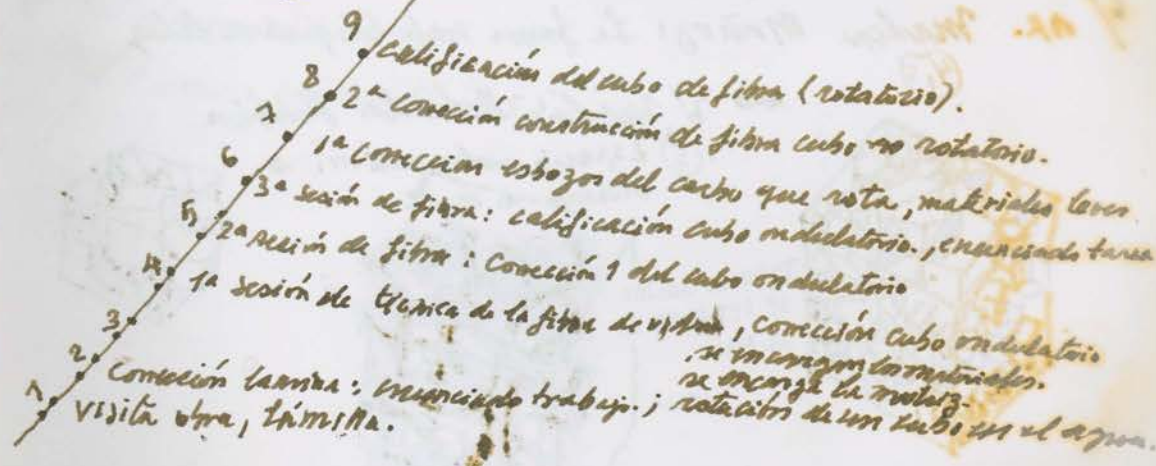 9
calificación del cubo de fibra (rotatorio).
8
2ª Corrección construcción de fibra cubo no rotatorio.
7
1ª Corrección esbozos del cubo que rota, materiales leves
6
3ª sesión de fibra: calificación cubo ondulatorio., enunciado tarea
5
2ª sesión de fibra: Corrección 1 del cubo ondulatorio
4
1ª sesión de técnica de la fibra de vidrio, corrección cubo ondulatorio
se encargan los materiales.
se encarga la matriz.
3
2
Corrección lámina: enunciado trabajo.; rotación de un cubo en el agua.
1
visita obra, lámina.